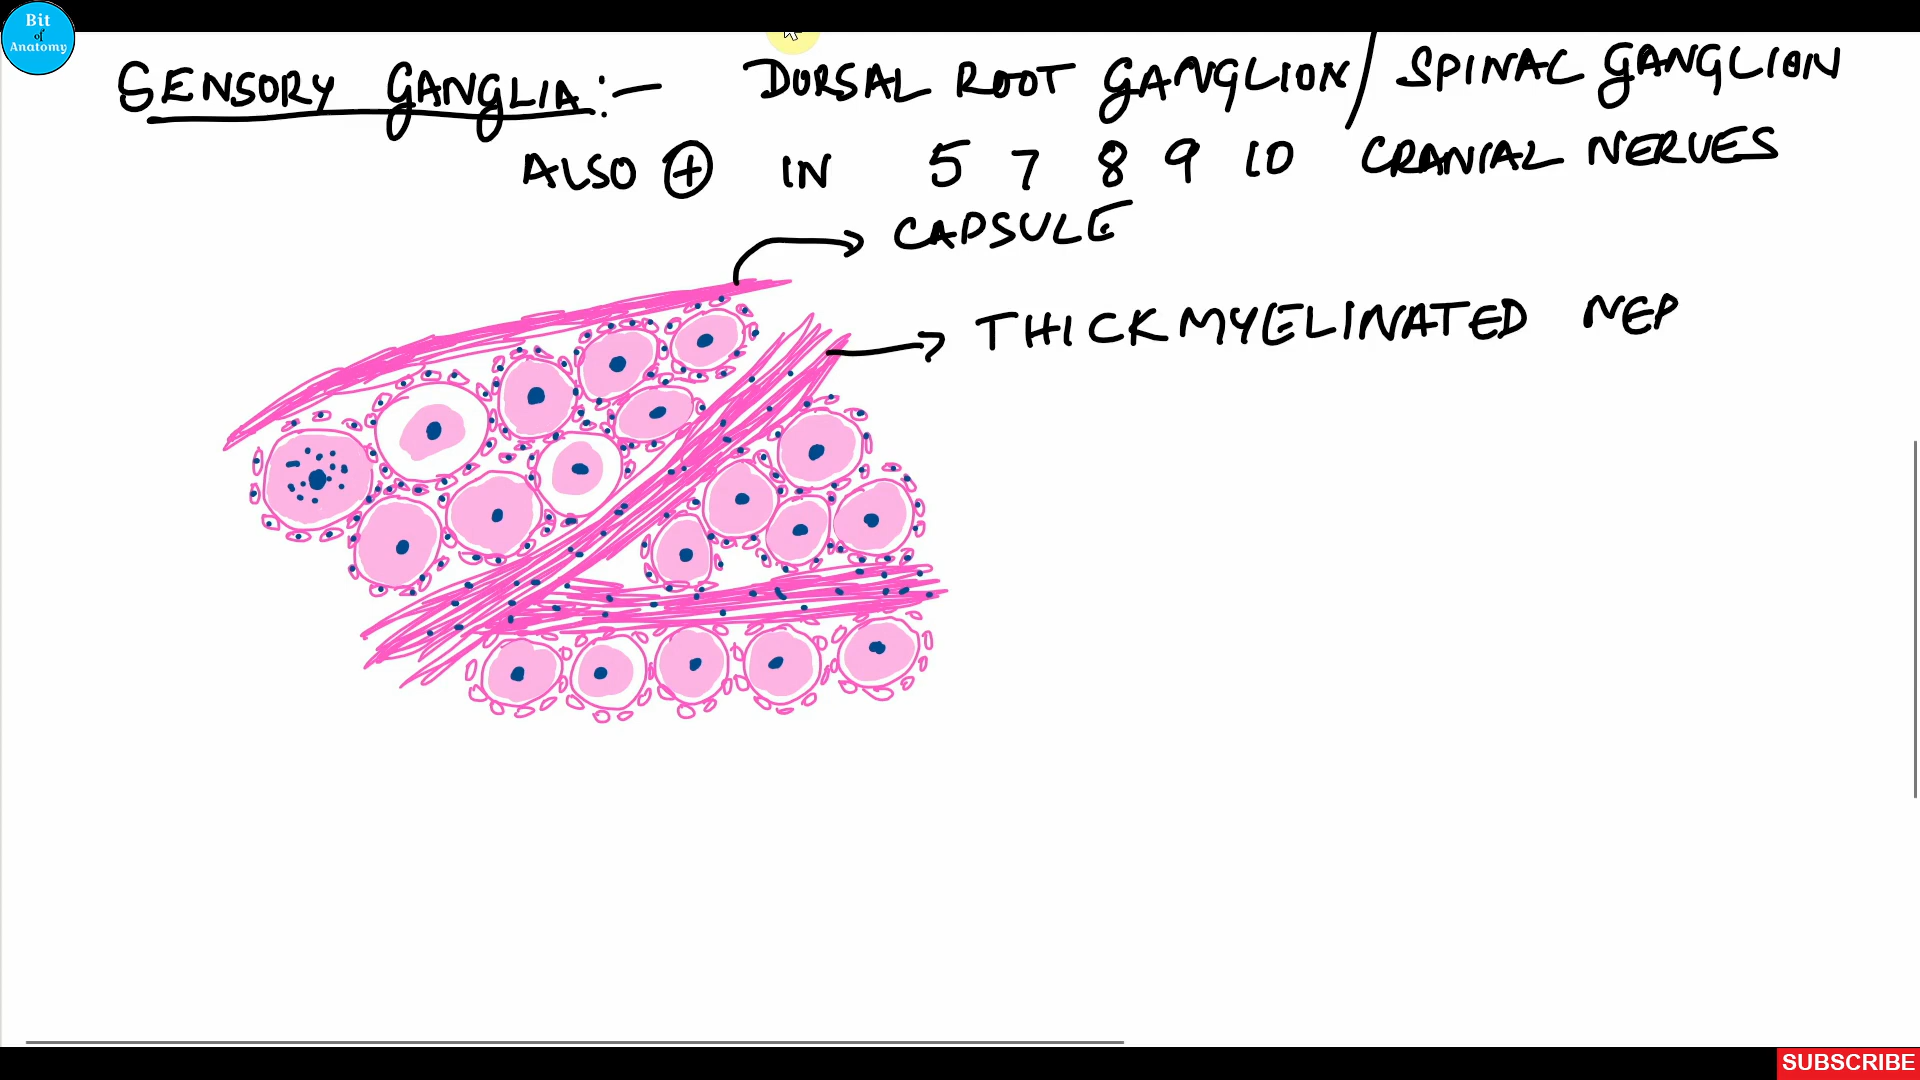 Bit
of
Anatomy
SENSORY GANGLIA:- DORSAL ROOT GANGLION/ SPINAL GANGLION
ALSO ⊕ IN 5 7 8 9 10 CRANIAL NERVES
→ CAPSULE
→ THICK MYELINATED NER
SUBSCRIBE